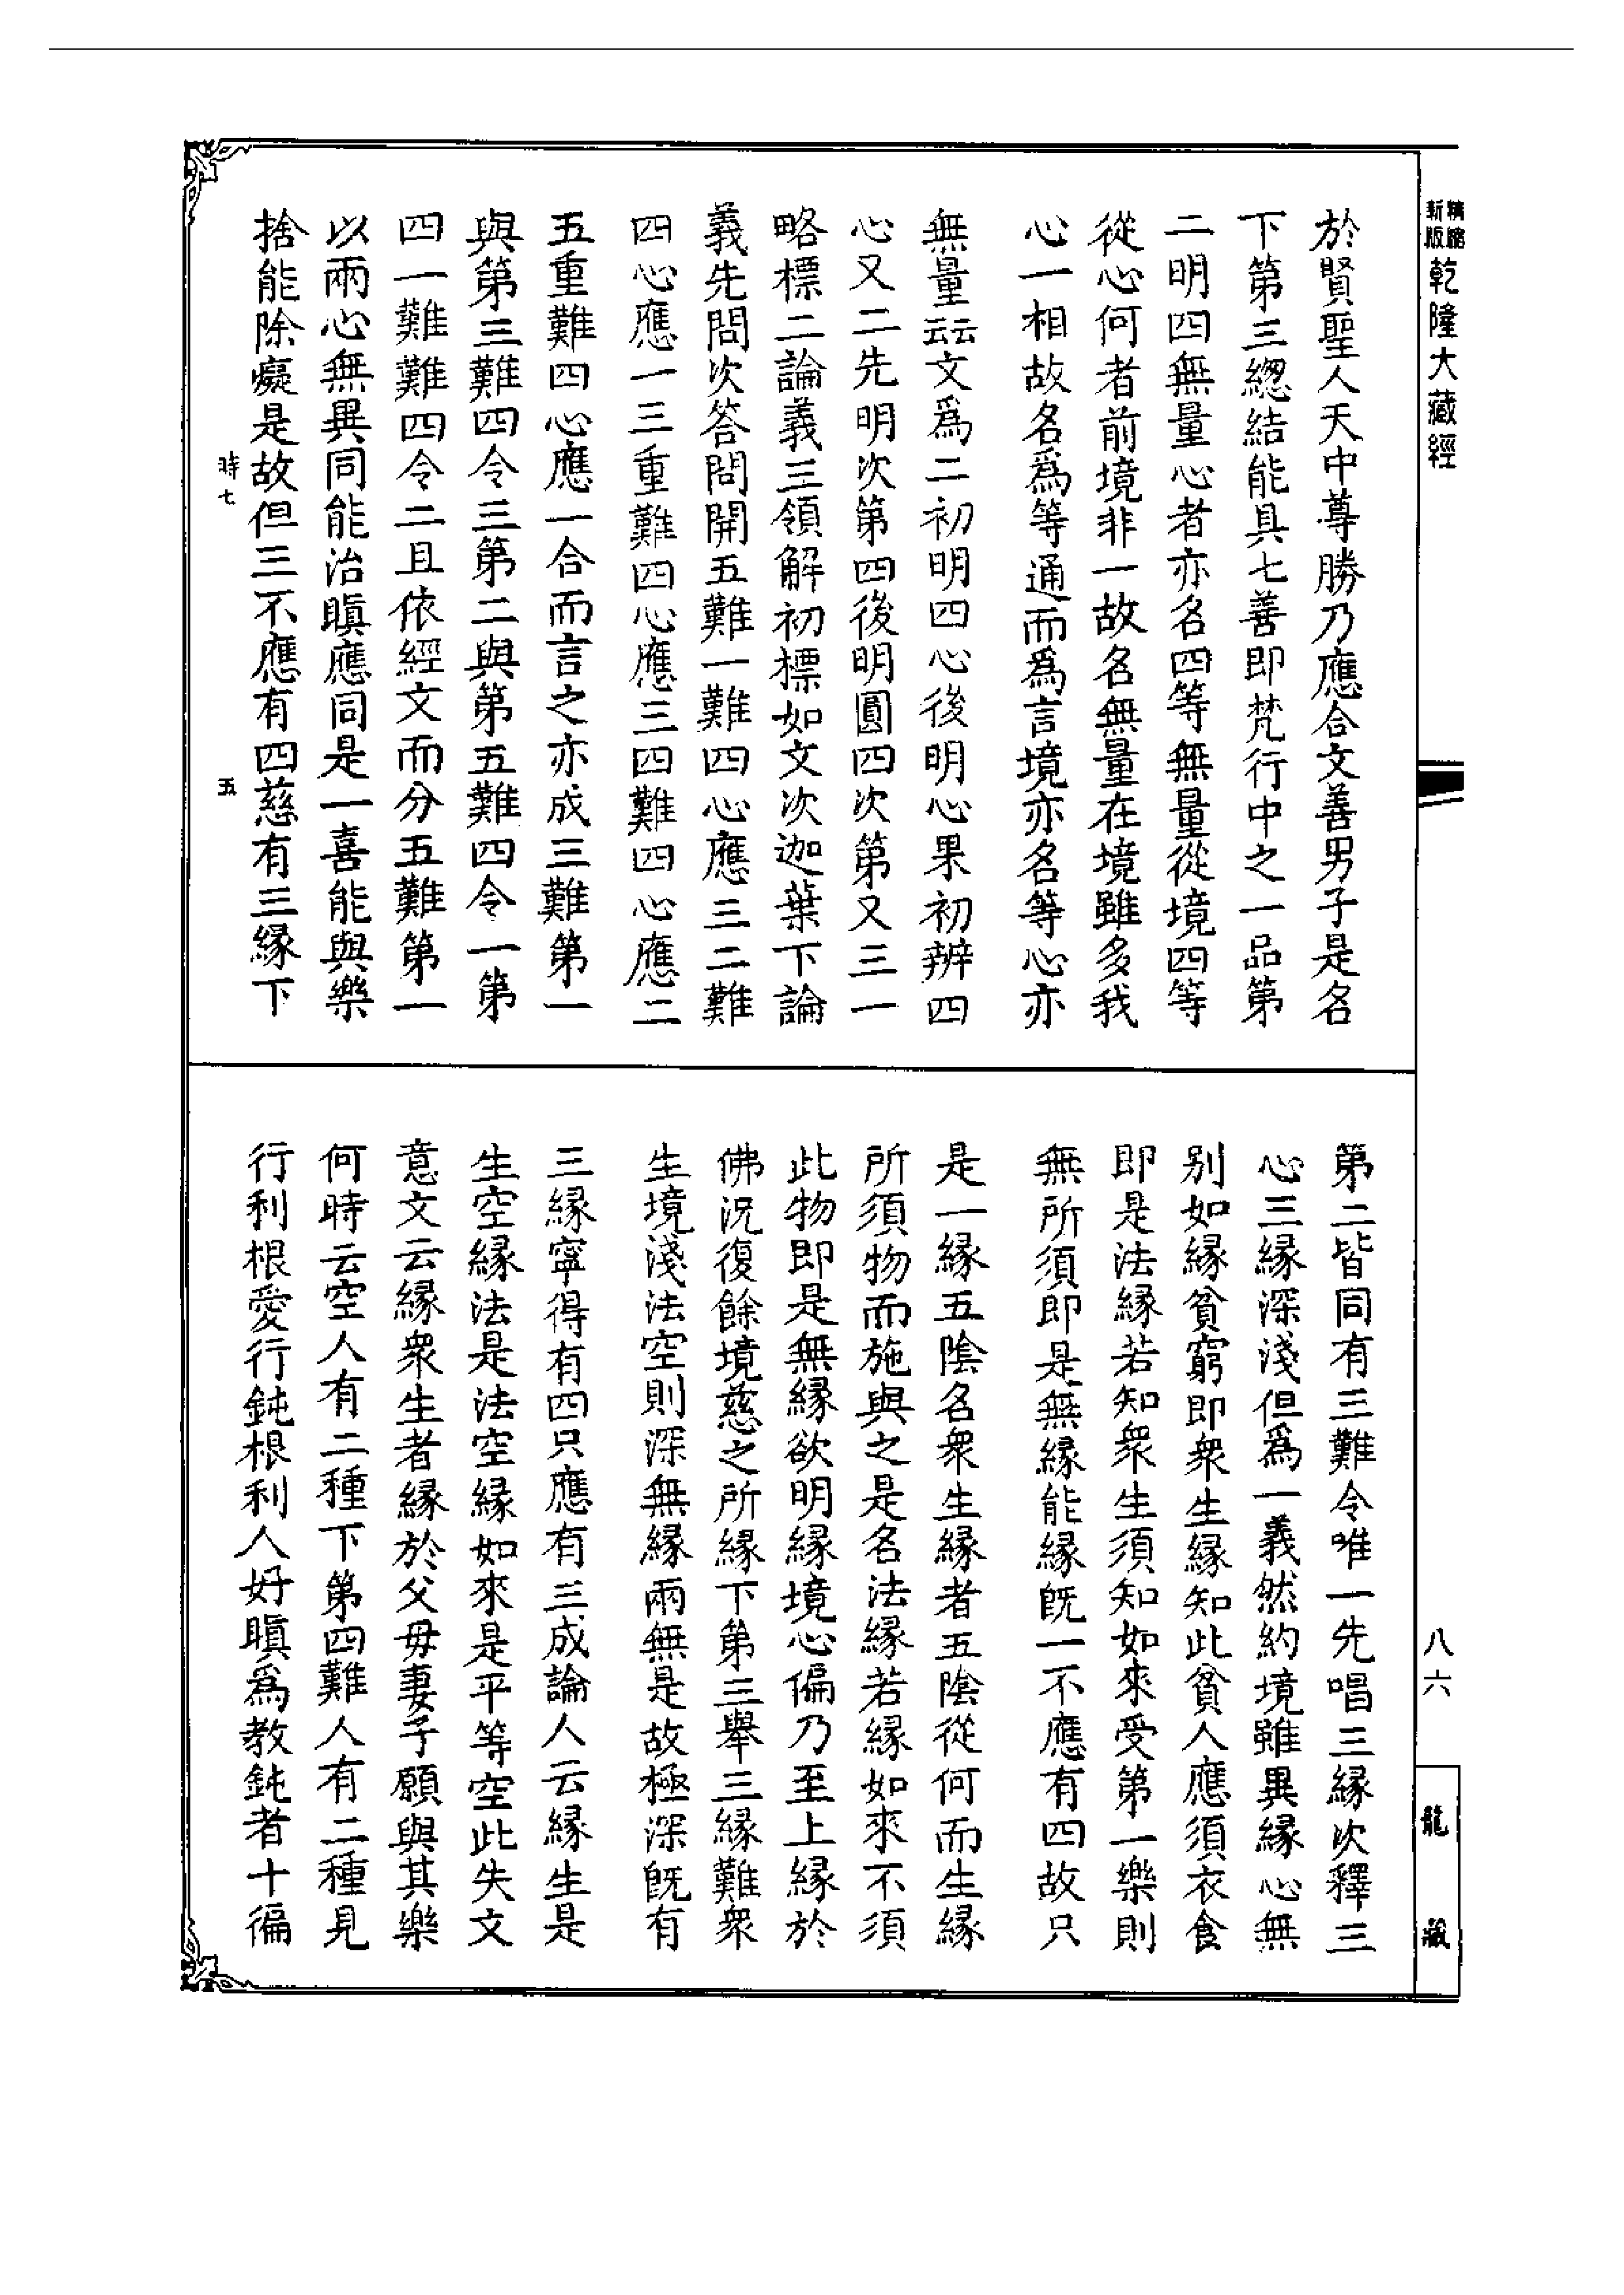 精縮新版乾隆大藏經
於賢聖人天中尊勝乃應合文善男子是名
下第三總結能具七善即梵行中之一品第
二明四無量心者亦名四等無量從境四等
從心何者前境非一故名無量在境雖多我
心一相故名爲等通而爲言境亦名等心亦
無量云云文爲二初明四心後明心果初辨四
心又二先明次第四後明圓四次第又三一
略標二論義三領解初標如文次迦葉下論
義先問次答問開五難一難四心應三二難
四心應一三重難四心應三四難四心應二
五重難四心應一合而言之亦成三難第一
與第三難四令三第二與第五難四令一第
四一難難四令二且依經文而分五難第一
以兩心無異同能治瞋應同是一喜能與樂
捨能除癡是故但三不應有四慈有三緣下
時七
五
第二皆同有三難令唯一先唱三緣次釋三
心三緣深淺但爲一義然約境雖異緣心無
別如緣貧窮即衆生緣知此貧人應須衣食
即是法緣若知衆生須知如來受第一樂則
無所須即是無緣能緣既一不應有四故只
是一緣五陰名衆生緣者五陰從何而生緣
所須物而施與之是名法緣若緣如來不須
此物即是無緣欲明緣境心偏乃至上緣於
佛況復餘境慈之所緣下第三舉三緣難衆
生境淺法空則深無緣兩無是故極深既有
三緣寧得有四只應有三成論人云緣生是
生空緣法是法空緣如來是平等空此失文
意文云緣衆生者緣於父母妻子願與其樂
何時云空人有二種下第四難人有二種見
行利根愛行鈍根利人好瞋爲教鈍者十徧
八六
龍藏